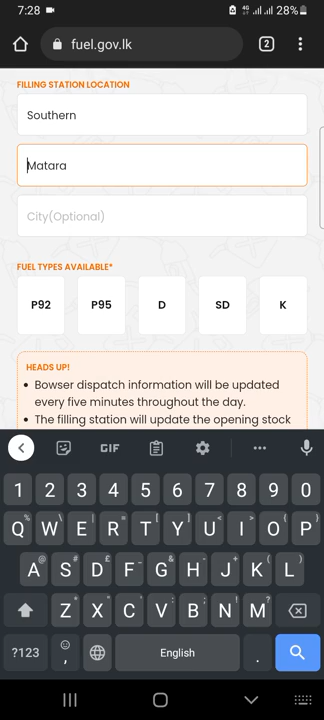 7:28 28%
fuel.gov.lk 2
FILLING STATION LOCATION
Southern
Matara
City(Optional)
FUEL TYPES AVAILABLE*
P92 P95 D SD K
HEADS UP!
• Bowser dispatch information will be updated
every five minutes throughout the day.
• The filling station will update the opening stock
GIF
1 2 3 4 5 6 7 8 9 0
Q W E R T Y U I O P
A S D F G H J K L
Z X C V B N M
?123 , English .